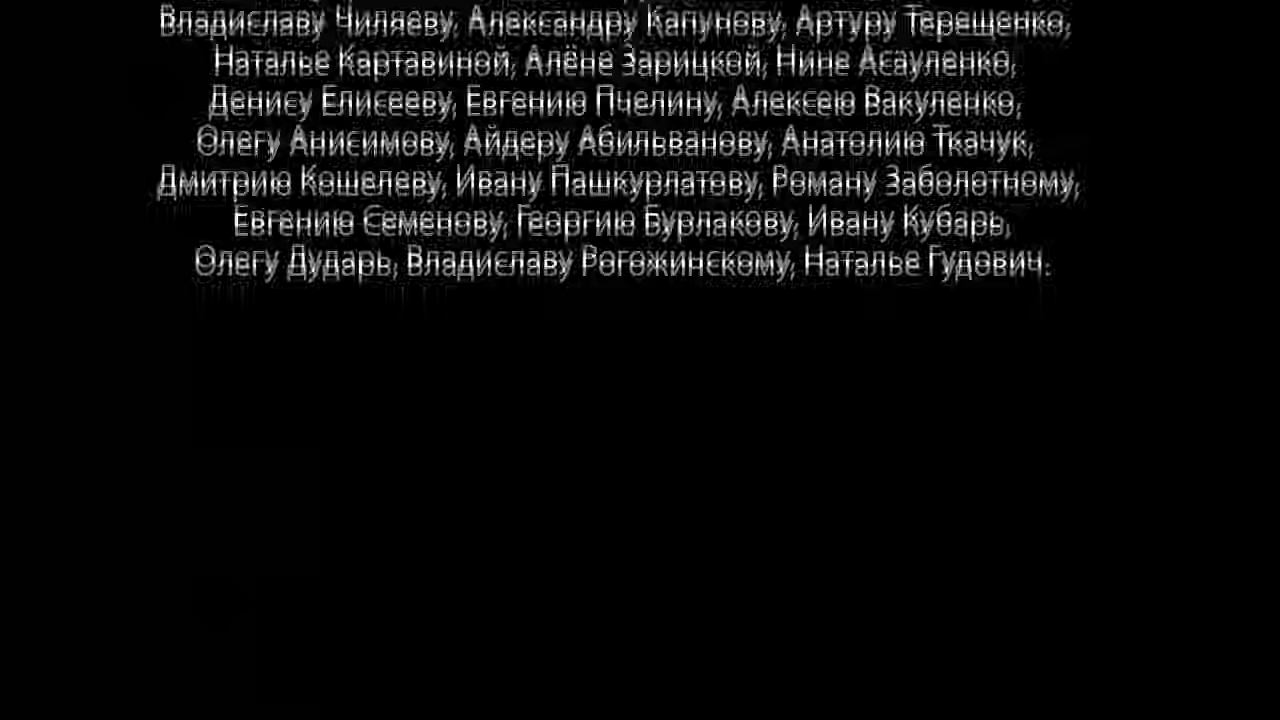 Владиславу Чиляеву, Александру Капунову, Артуру Терещенко,
Наталье Картавиной, Алёне Зарицкой, Нине Асауленко,
Денису Елисееву, Евгению Пчелину, Алексею Вакуленко,
Олегу Анисимову, Айдеру Абильванову, Анатолию Ткачук,
Дмитрию Кошелеву, Ивану Пашкурлатову, Роману Заболотному,
Евгению Семенову, Георгию Бурлакову, Ивану Кубарь,
Олегу Дударь, Владиславу Рогожинскому, Наталье Гудович.